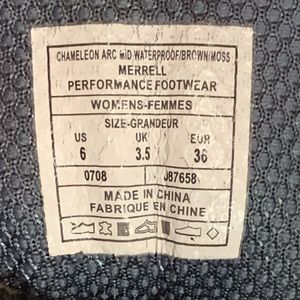 CHAMELEON ARC MID WATERPROOF/BROWN/MOSS
MERRELL
PERFORMANCE FOOTWEAR
WOMENS-FEMMES
SIZE-GRANDEUR
US UK EUR
6 3.5 36
0708 J87658
MADE IN CHINA
FABRIQUE EN CHINE